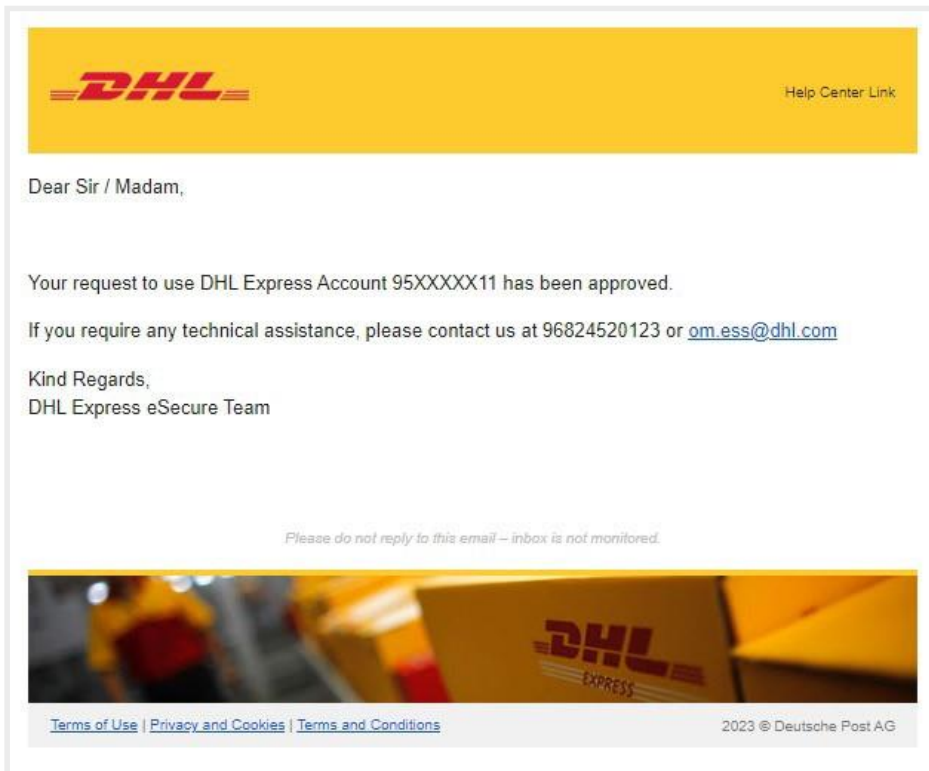 DHL
Help Center Link
Dear Sir / Madam,
Your request to use DHL Express Account 95XXXXX11 has been approved.
If you require any technical assistance, please contact us at 96824520123 or om.ess@dhl.com
Kind Regards,
DHL Express eSecure Team
Please do not reply to this email – inbox is not monitored.
DHL
EXPRESS
Terms of Use | Privacy and Cookies | Terms and Conditions
2023 © Deutsche Post AG